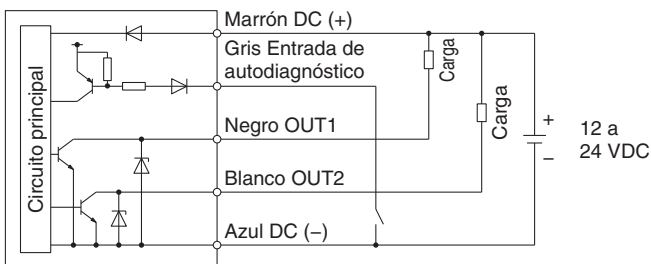 Marrón DC (+)
Gris Entrada de
autodiagnóstico
Negro OUT1
Blanco OUT2
Azul DC (−)
Circuito principal
Carga
Carga
+
−
12 a
24 VDC